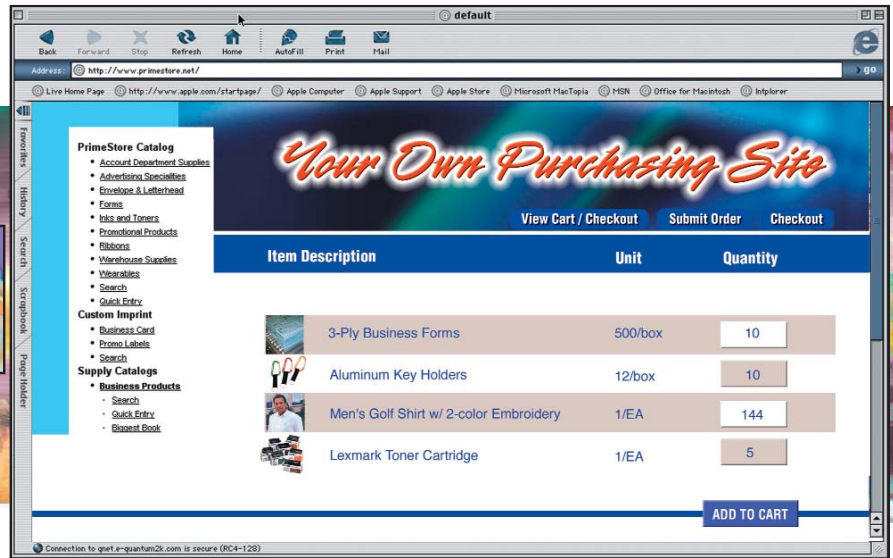 default
Back Forward Stop Refresh Home AutoFill Print Mail
Address: http://www.primestore.net/ go
Live Home Page http://www.apple.com/startpage/ Apple Computer Apple Support Apple Store Microsoft MacTopia MSN Office for Macintosh Intplorer
Favorites
History
Search
Scrapbook
Page Holder
PrimeStore Catalog
• Account Department Supplies
• Advertising Specialities
• Envelope & Letterhead
• Forms
• Inks and Toners
• Promotional Products
• Ribbons
• Warehouse Supplies
• Wearables
• Search
• Quick Entry
Custom Imprint
• Business Card
• Promo Labels
• Search
Supply Catalogs
• Business Products
- Search
- Quick Entry
- Biggest Book
Your Own Purchasing Site
View Cart / Checkout Submit Order Checkout
Item Description Unit Quantity
3-Ply Business Forms 500/box 10
Aluminum Key Holders 12/box 10
Men's Golf Shirt w/ 2-color Embroidery 1/EA 144
Lexmark Toner Cartridge 1/EA 5
ADD TO CART
Connection to qnet.e-quantum2k.com is secure (RC4-128)